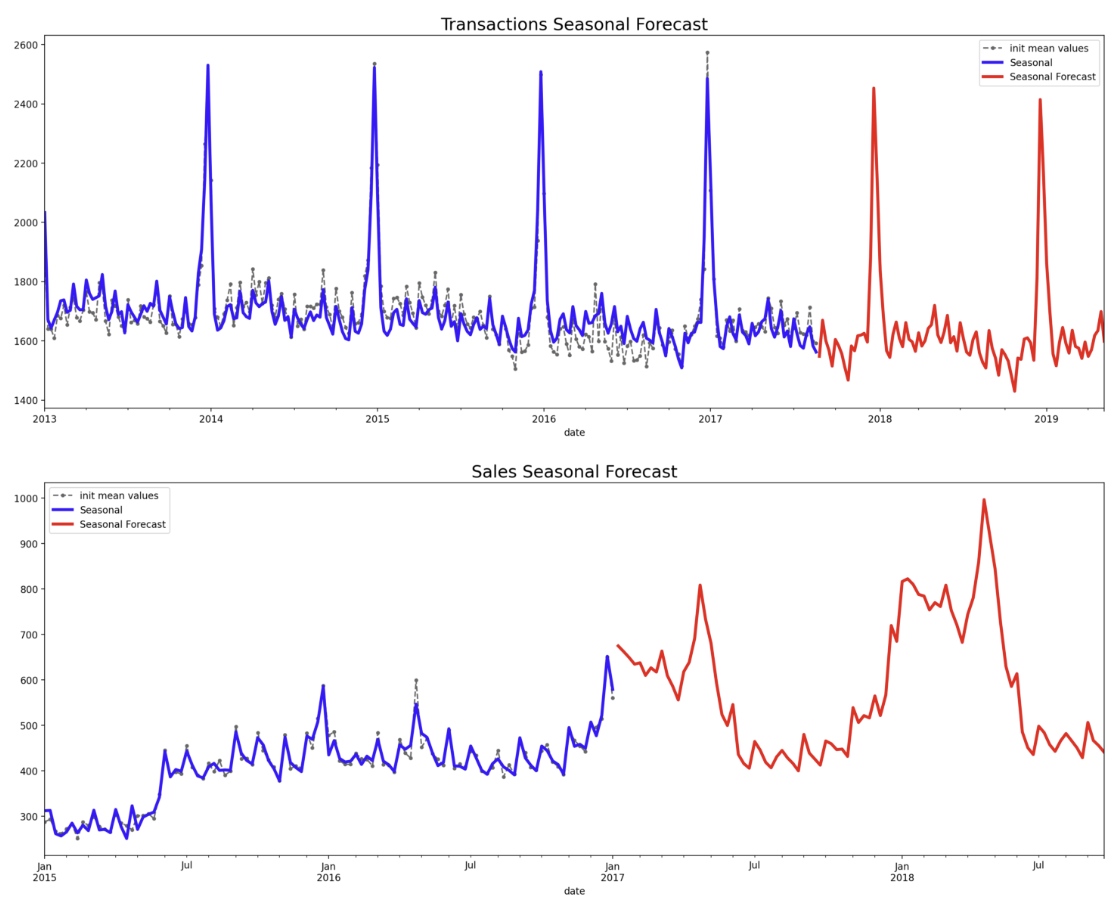 Transactions Seasonal Forecast
2600
2400
2200
2000
1800
1600
1400
init mean values
Seasonal
Seasonal Forecast
2013 2014 2015 2016 2017 2018 2019
date
Sales Seasonal Forecast
1000
900
800
700
600
500
400
300
init mean values
Seasonal
Seasonal Forecast
Jan Jul Jan Jul Jan Jul Jan Jul
2015 2016 2017 2018
date